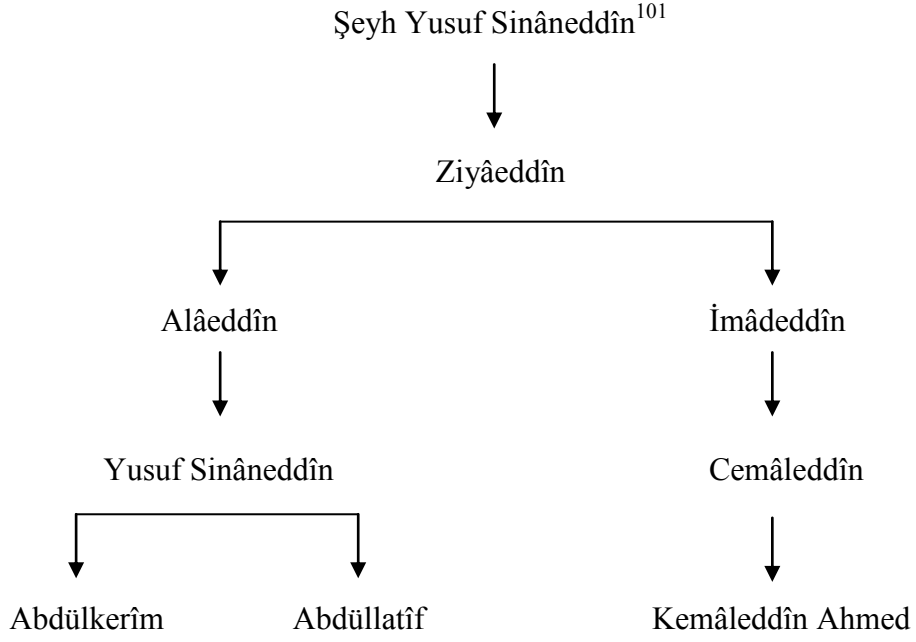 Şeyh Yusuf Sinâneddîn101
Ziyâeddîn
Alâeddîn İmâdeddîn
Yusuf Sinâneddîn Cemâleddîn
Abdülkerîm Abdüllatîf Kemâleddîn Ahmed